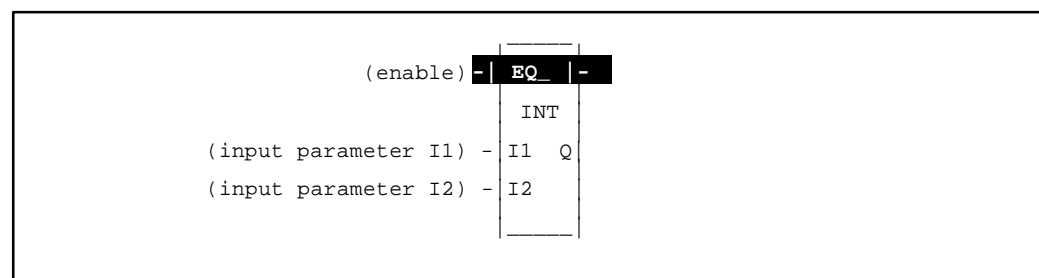 (enable) -| EQ_ |-
INT
(input parameter I1) - I1 Q
(input parameter I2) - I2